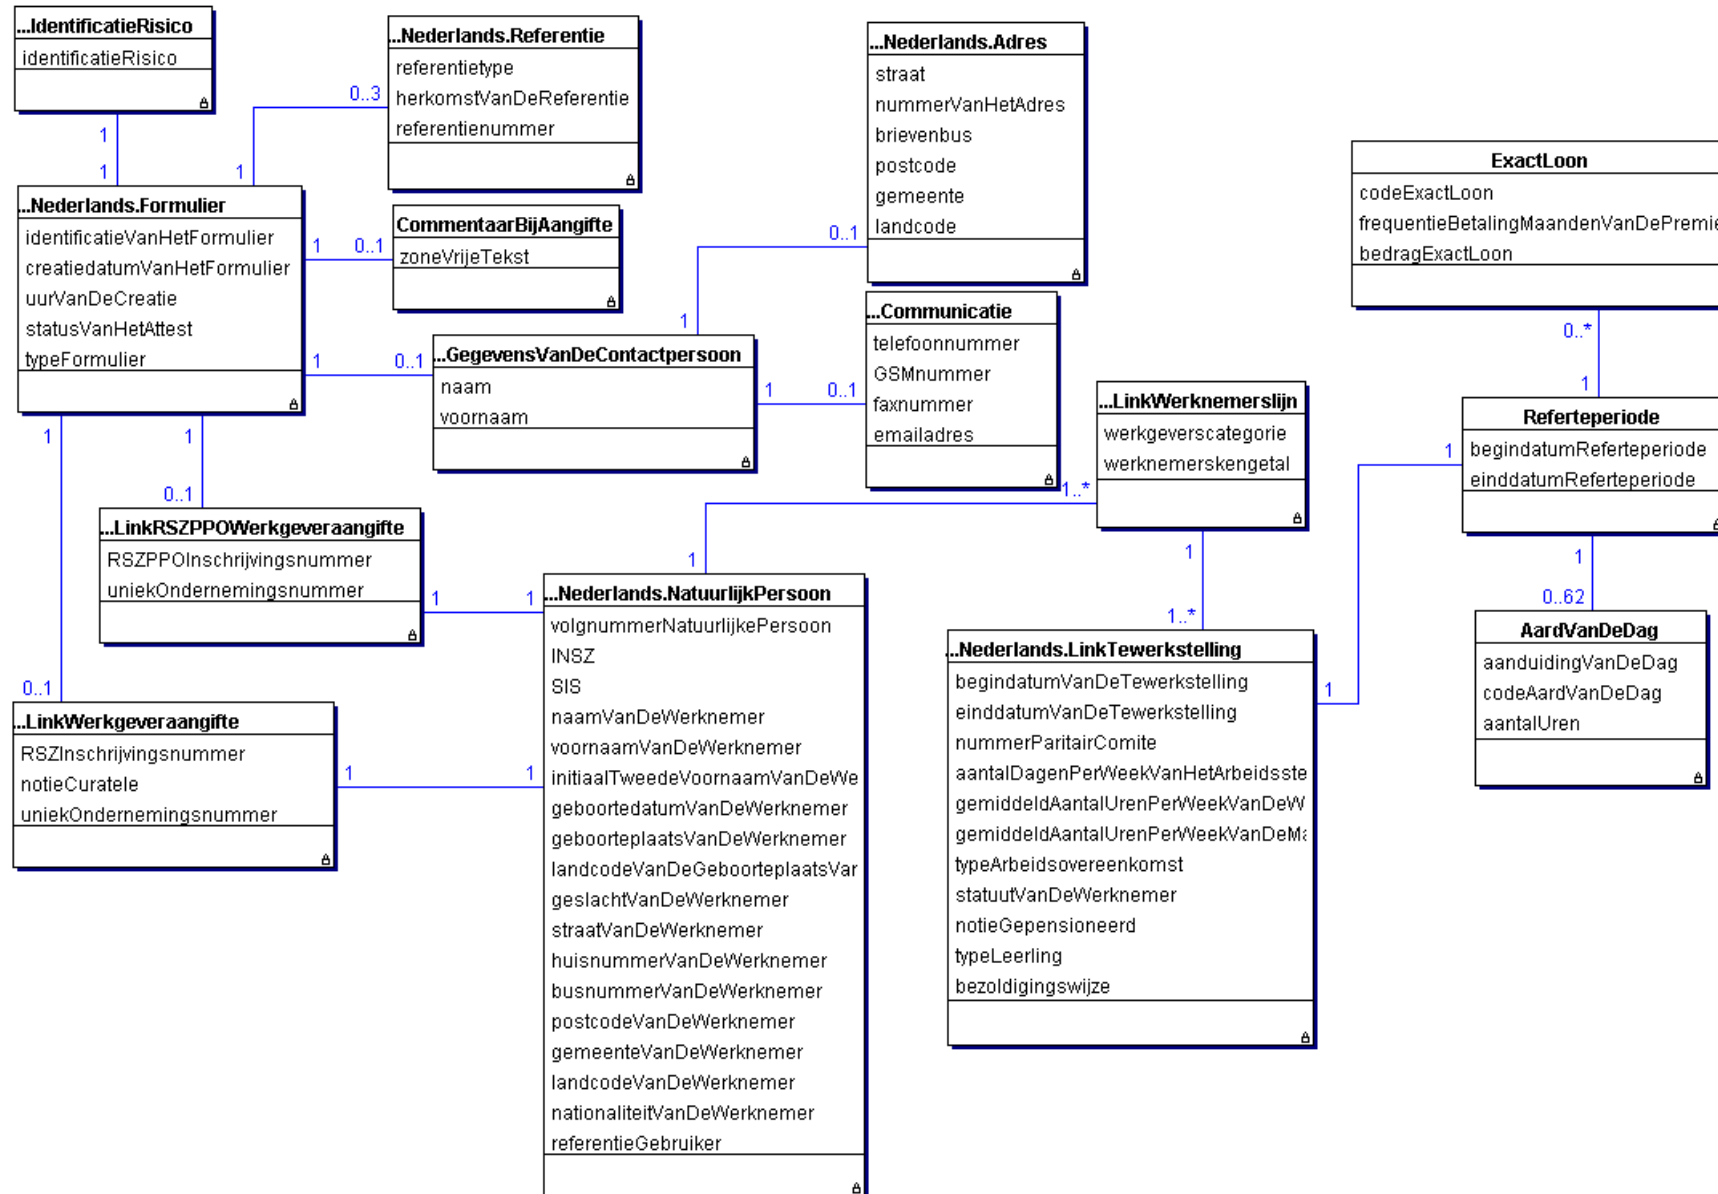 ...IdentificatieRisico
identificatieRisico
1
1
...Nederlands.Referentie
referentietype
herkomstVanDeReferentie
referentienummer
0..3
1
...Nederlands.Formulier
identificatieVanHetFormulier
creatiedatumVanHetFormulier
uurVanDeCreatie
statusVanHetAttest
typeFormulier
1
0..1
CommentaarBijAangifte
zoneVrijeTekst
1
0..1
...GegevensVanDeContactpersoon
naam
voornaam
1
0..1
...Nederlands.Adres
straat
nummerVanHetAdres
brievenbus
postcode
gemeente
landcode
1
0..1
...Communicatie
telefoonnummer
GSMnummer
faxnummer
emailadres
ExactLoon
codeExactLoon
frequentieBetalingMaandenVanDePremie
bedragExactLoon
0..*
1
Referteperiode
begindatumReferteperiode
einddatumReferteperiode
1
1
0..62
AardVanDeDag
aanduidingVanDeDag
codeAardVanDeDag
aantalUren
...LinkWerknemerslijn
werkgeverscategorie
werknemerskengetal
1..*
1
1
1..*
...Nederlands.LinkTewerkstelling
begindatumVanDeTewerkstelling
einddatumVanDeTewerkstelling
nummerParitairComite
aantalDagenPerWeekVanHetArbeidsste
gemiddeldAantalUrenPerWeekVanDeW
gemiddeldAantalUrenPerWeekVanDeMa
typeArbeidsovereenkomst
statuutVanDeWerknemer
notieGepensioneerd
typeLeerling
bezoldigingswijze
1
1
0..1
...LinkRSZPPOWerkgeveraangifte
RSZPPOInschrijvingsnummer
uniekOndernemingsnummer
1
1
1
0..1
...LinkWerkgeveraangifte
RSZInschrijvingsnummer
notieCuratele
uniekOndernemingsnummer
1
1
...Nederlands.NatuurlijkPersoon
volgnummerNatuurlijkePersoon
INSZ
SIS
naamVanDeWerknemer
voornaamVanDeWerknemer
initiaalTweedeVoornaamVanDeWe
geboortedatumVanDeWerknemer
geboorteplaatsVanDeWerknemer
landcodeVanDeGeboorteplaatsVar
geslachtVanDeWerknemer
straatVanDeWerknemer
huisnummerVanDeWerknemer
busnummerVanDeWerknemer
postcodeVanDeWerknemer
gemeenteVanDeWerknemer
landcodeVanDeWerknemer
nationaliteitVanDeWerknemer
referentieGebruiker